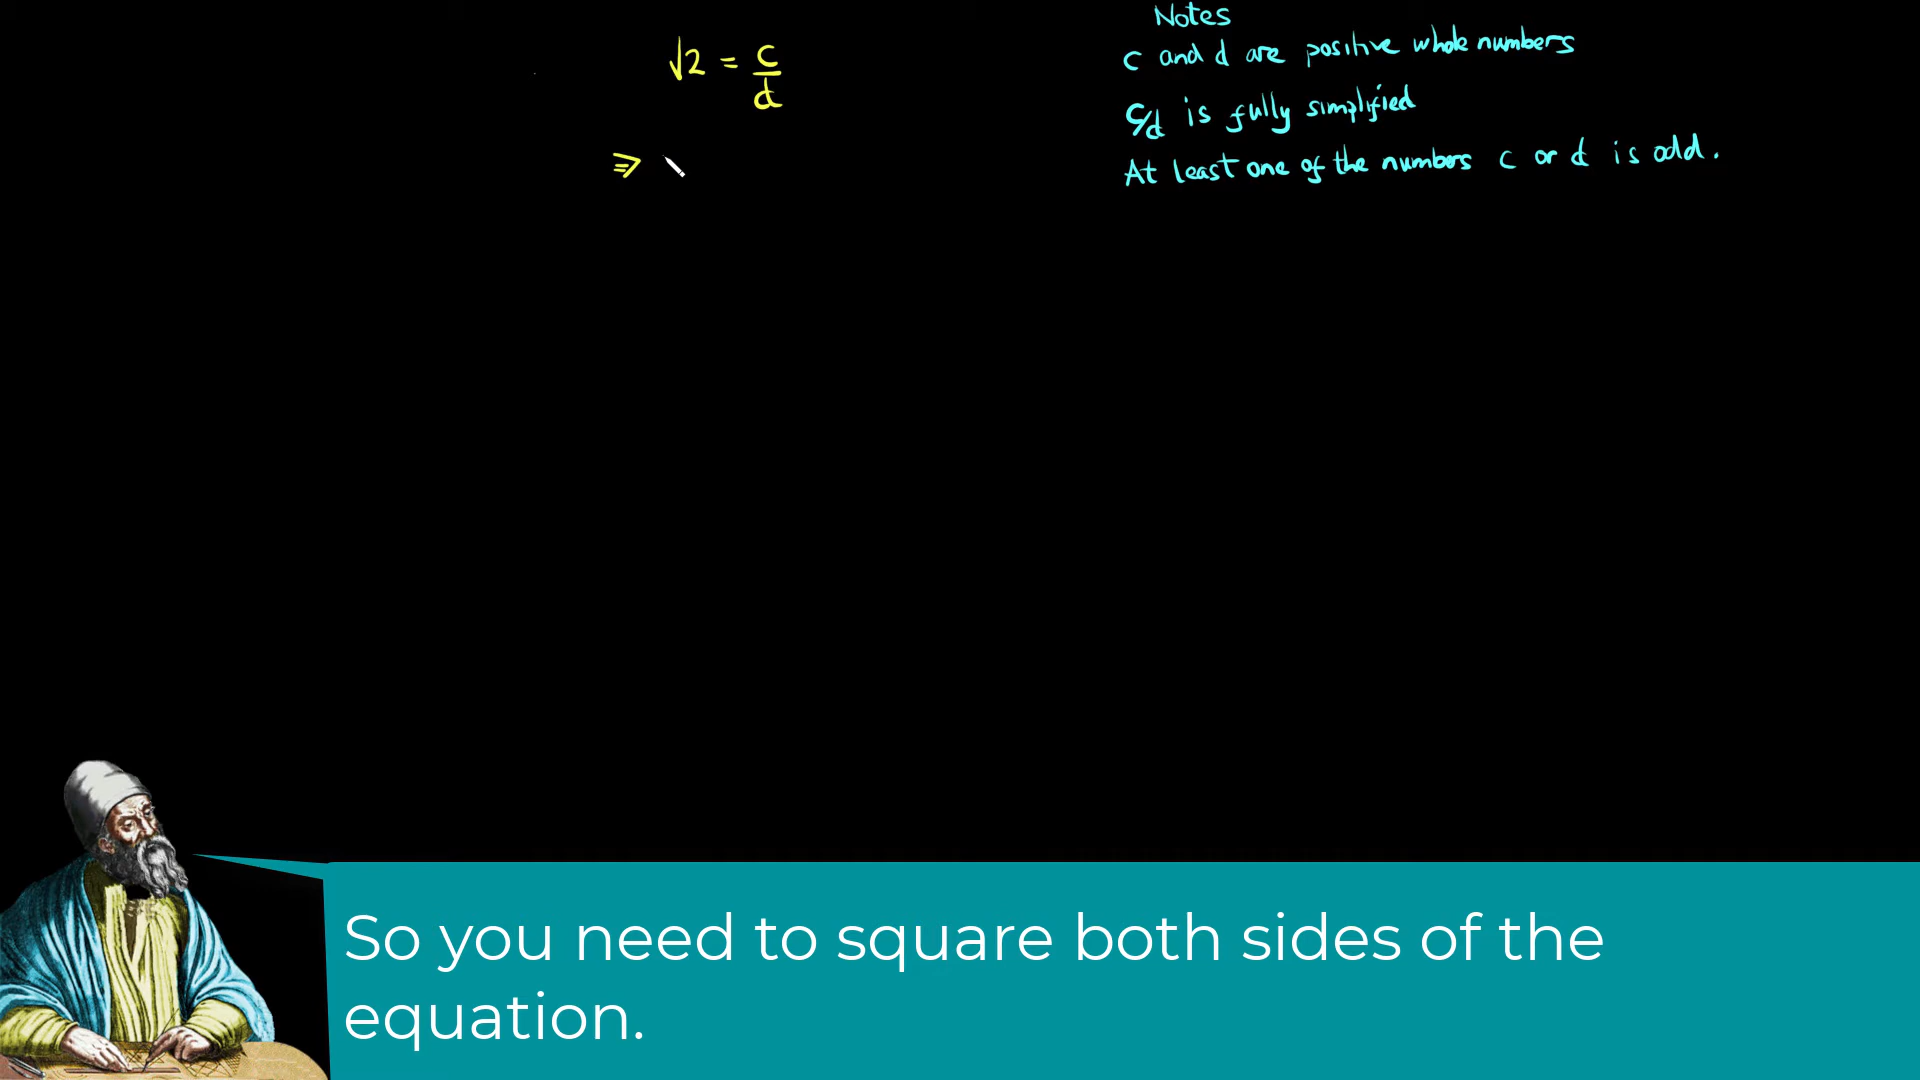 √2 = c/d
⇒
Notes
c and d are positive whole numbers
c/d is fully simplified
At least one of the numbers c or d is odd.
So you need to square both sides of the
equation.